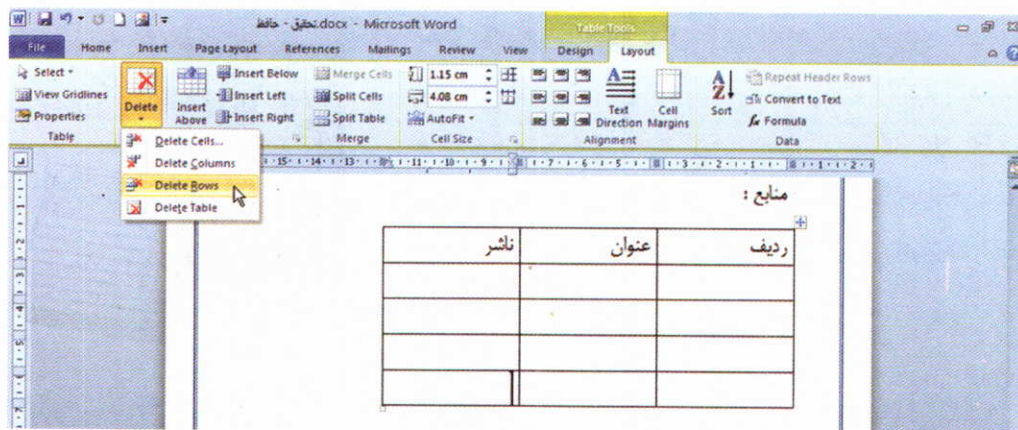 W تحقیق - حافظ.docx - Microsoft Word Table Tools
File Home Insert Page Layout References Mailings Review View Design Layout
Select
View Gridlines
Properties
Table
Delete
Insert Above
Insert Below
Insert Left
Insert Right
Merge Cells
Split Cells
Split Table
Merge
1.15 cm
4.08 cm
AutoFit
Cell Size
Text Direction
Cell Margins
Alignment
Sort
Repeat Header Rows
Convert to Text
Formula
Data
Delete Cells...
Delete Columns
Delete Rows
Delete Table
منابع :
ردیف عنوان ناشر